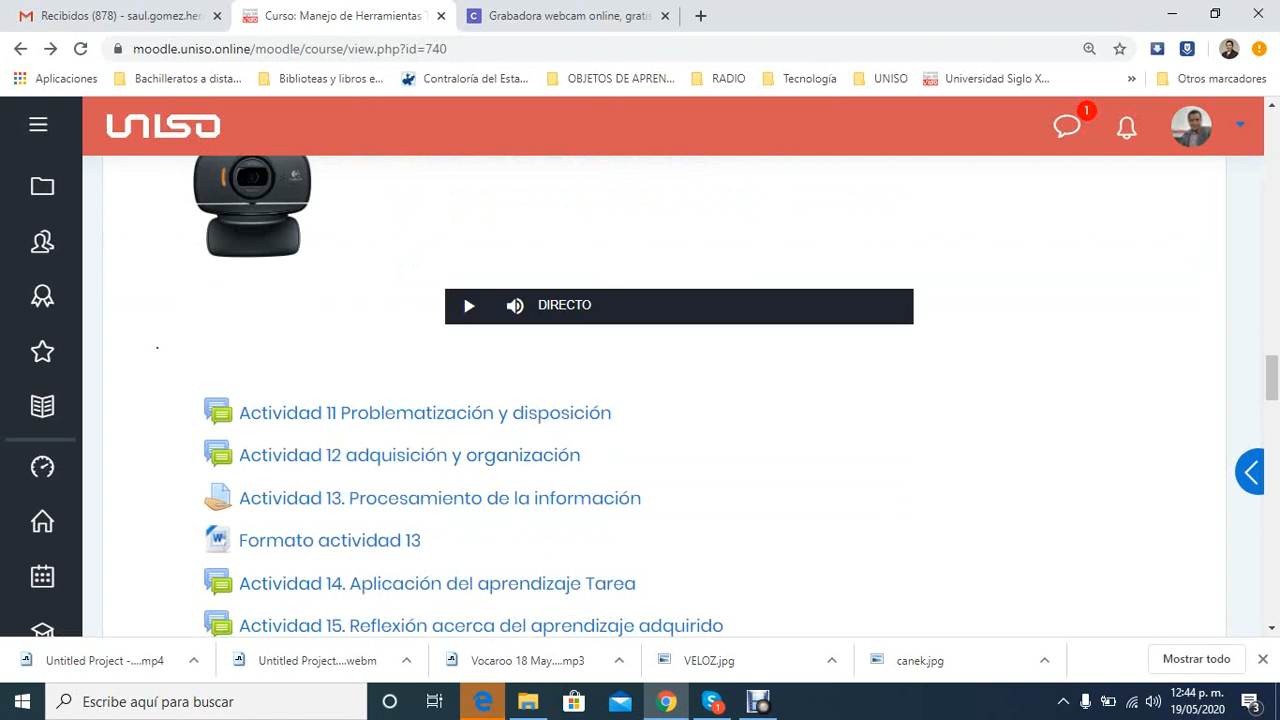 Recibidos (878) - saul.gomez.her
Curso: Manejo de Herramientas T
Grabadora webcam online, gratis
moodle.uniso.online/moodle/course/view.php?id=740
Aplicaciones
Bachilleratos a dista...
Biblioteas y libros e...
Contraloría del Esta...
OBJETOS DE APREN...
RADIO
Tecnología
UNISO
Universidad Siglo X...
»
Otros marcadores
UNISO
1
DIRECTO
.
Actividad 11 Problematización y disposición
Actividad 12 adquisición y organización
Actividad 13. Procesamiento de la información
Formato actividad 13
Actividad 14. Aplicación del aprendizaje Tarea
Actividad 15. Reflexión acerca del aprendizaje adquirido
Untitled Project -....mp4
Untitled Project....webm
Vocaroo 18 May....mp3
VELOZ.jpg
canek.jpg
Mostrar todo
Escribe aquí para buscar
1
12:44 p. m.
19/05/2020
3